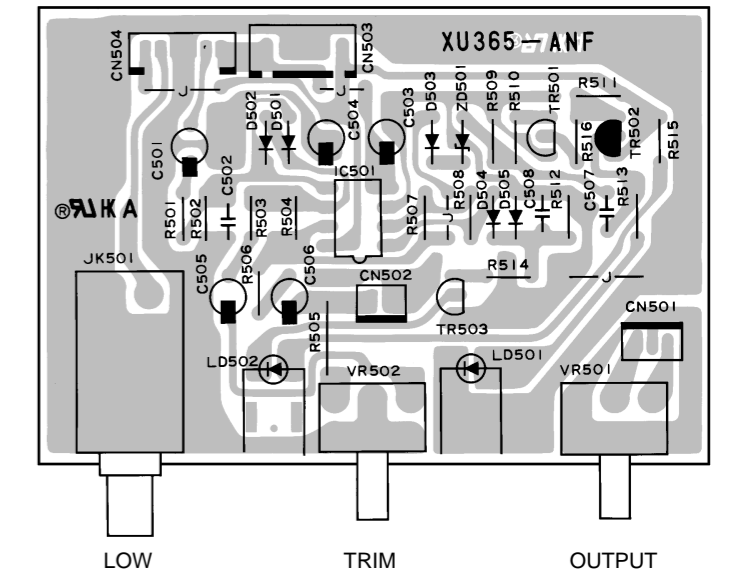 XU365-ANF
CN504
CN503
J
J
D502
D501
C504
C503
D503
ZD501
R509
R510
TR501
R511
R516
TR502
R515
C501
C502
IC501
R501
R502
R503
R504
R507
J
R508
D504
D505
C508
R512
C507
R513
JK501
C505
R506
C506
CN502
R514
J
CN501
R505
TR503
LD502
VR502
LD501
VR501
LOW
TRIM
OUTPUT